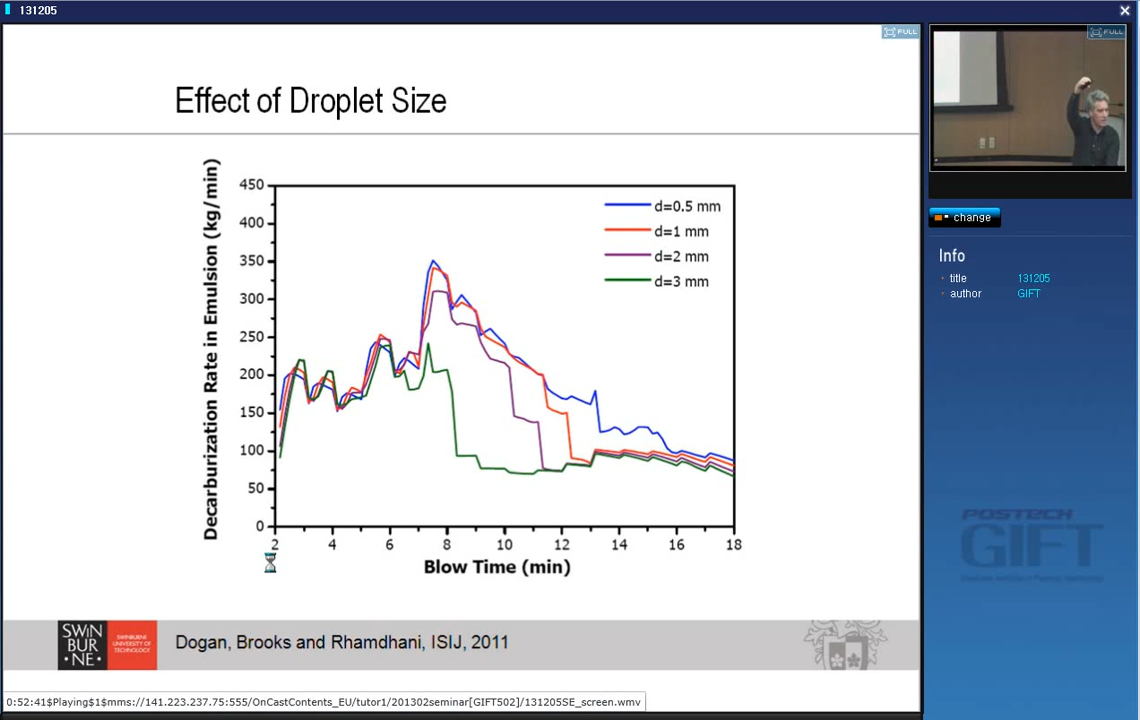 131205
FULL
Effect of Droplet Size
Decarburization Rate in Emulsion (kg/min)
450
400
350
300
250
200
150
100
50
0
d=0.5 mm
d=1 mm
d=2 mm
d=3 mm
2 4 6 8 10 12 14 16 18
Blow Time (min)
SWIN
BUR
•NE•
SWINBURNE
UNIVERSITY OF
TECHNOLOGY
Dogan, Brooks and Rhamdhani, ISIJ, 2011
0:52:41$Playing$1$mms://141.223.237.75:555/OnCastContents_EU/tutor1/201302seminar[GIFT502]/131205SE_screen.wmv
FULL
change
Info
title 131205
author GIFT
POSTECH
GIFT